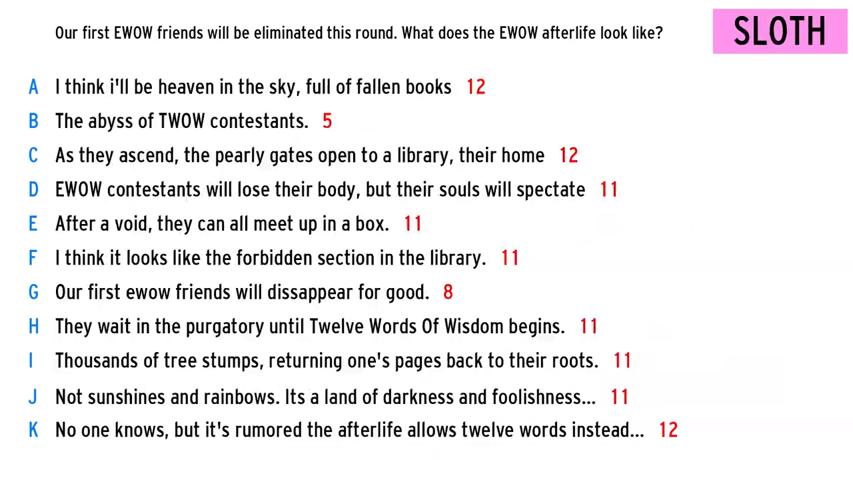 Our first EWOW friends will be eliminated this round. What does the EWOW afterlife look like?
SLOTH
A I think i'll be heaven in the sky, full of fallen books 12
B The abyss of TWOW contestants. 5
C As they ascend, the pearly gates open to a library, their home 12
D EWOW contestants will lose their body, but their souls will spectate 11
E After a void, they can all meet up in a box. 11
F I think it looks like the forbidden section in the library. 11
G Our first ewow friends will dissappear for good. 8
H They wait in the purgatory until Twelve Words Of Wisdom begins. 11
I Thousands of tree stumps, returning one's pages back to their roots. 11
J Not sunshines and rainbows. Its a land of darkness and foolishness... 11
K No one knows, but it's rumored the afterlife allows twelve words instead... 12